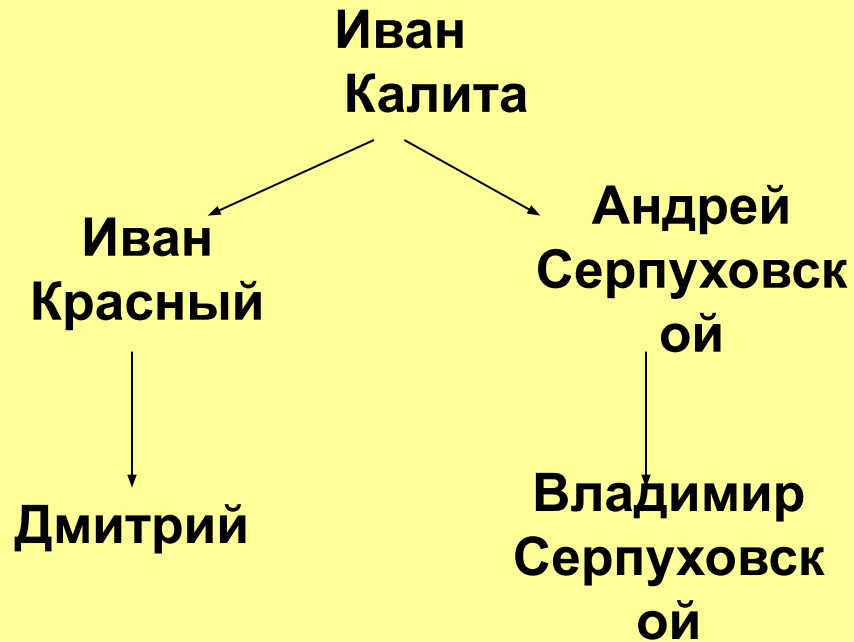 Иван
Калита
Иван
Красный
Андрей
Серпуховск
ой
Дмитрий
Владимир
Серпуховск
ой